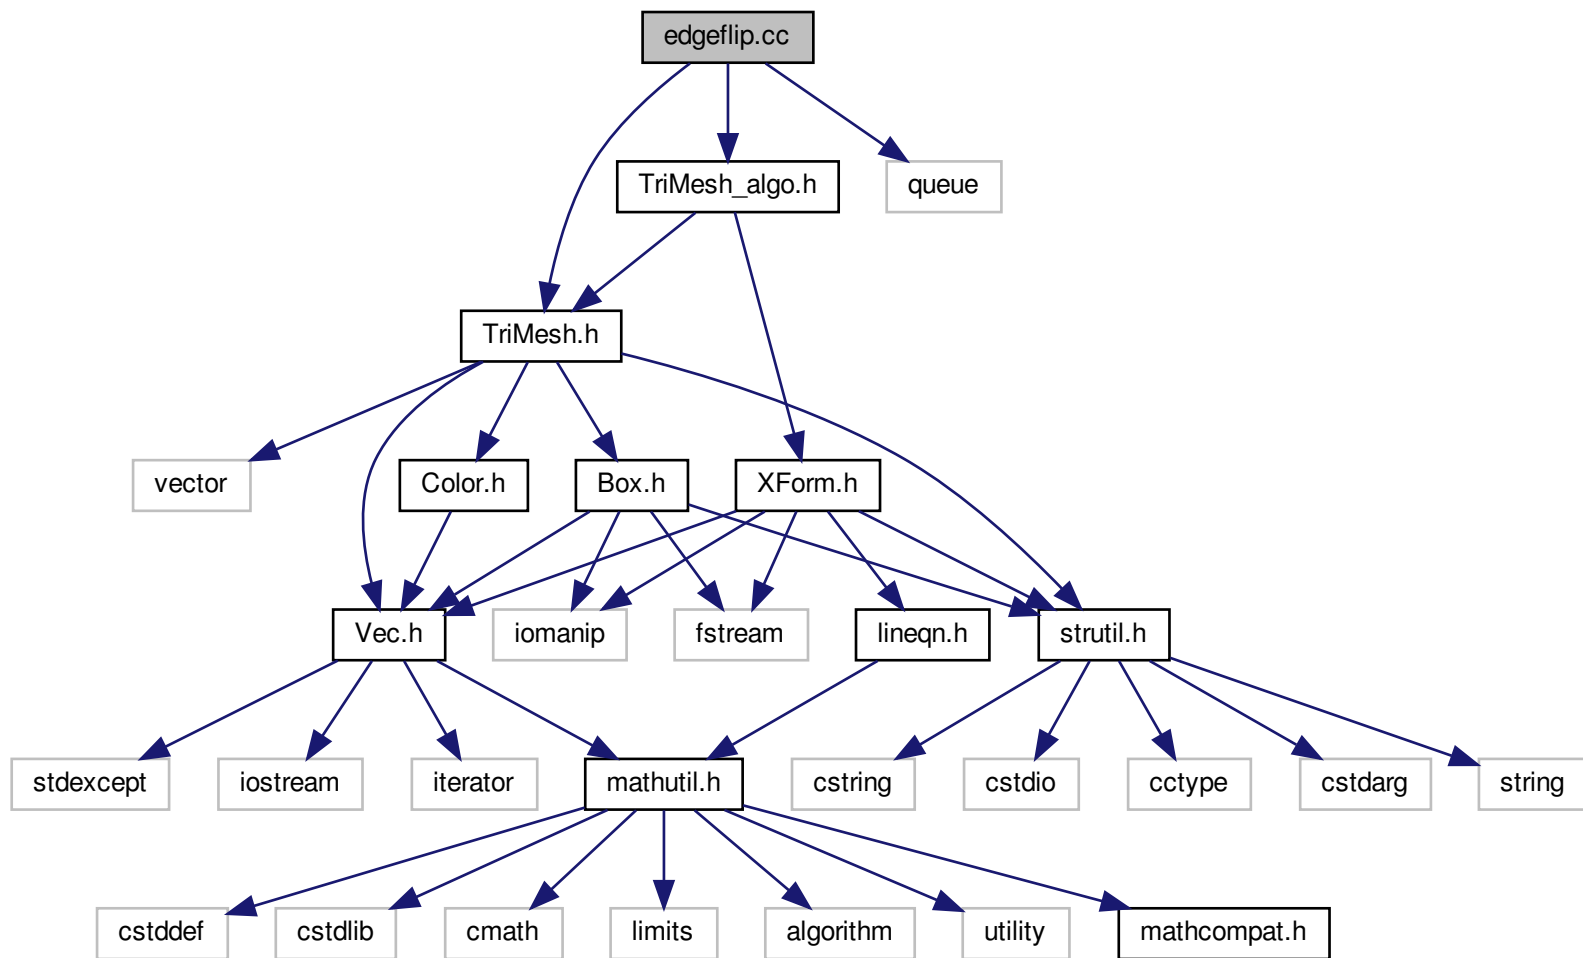 edgeflip.cc
TriMesh_algo.h
queue
TriMesh.h
vector
Color.h
Box.h
XForm.h
Vec.h
iomanip
fstream
lineqn.h
strutil.h
stdexcept
iostream
iterator
mathutil.h
cstring
cstdio
cctype
cstdarg
string
cstddef
cstdlib
cmath
limits
algorithm
utility
mathcompat.h